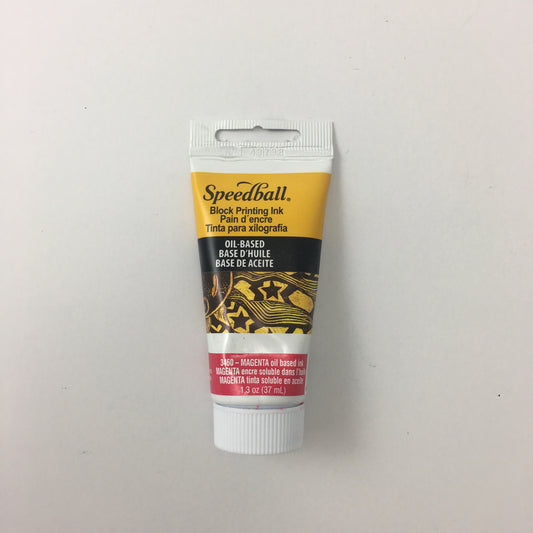 Speedball®
Block Printing Ink
Pain d'encre
Tinta para xilografía
OIL-BASED
BASE D'HUILE
BASE DE ACEITE
3460 – MAGENTA oil based ink
MAGENTA encre soluble dans l'huile
MAGENTA tinta soluble en aceite
1.3 oz (37 mL)